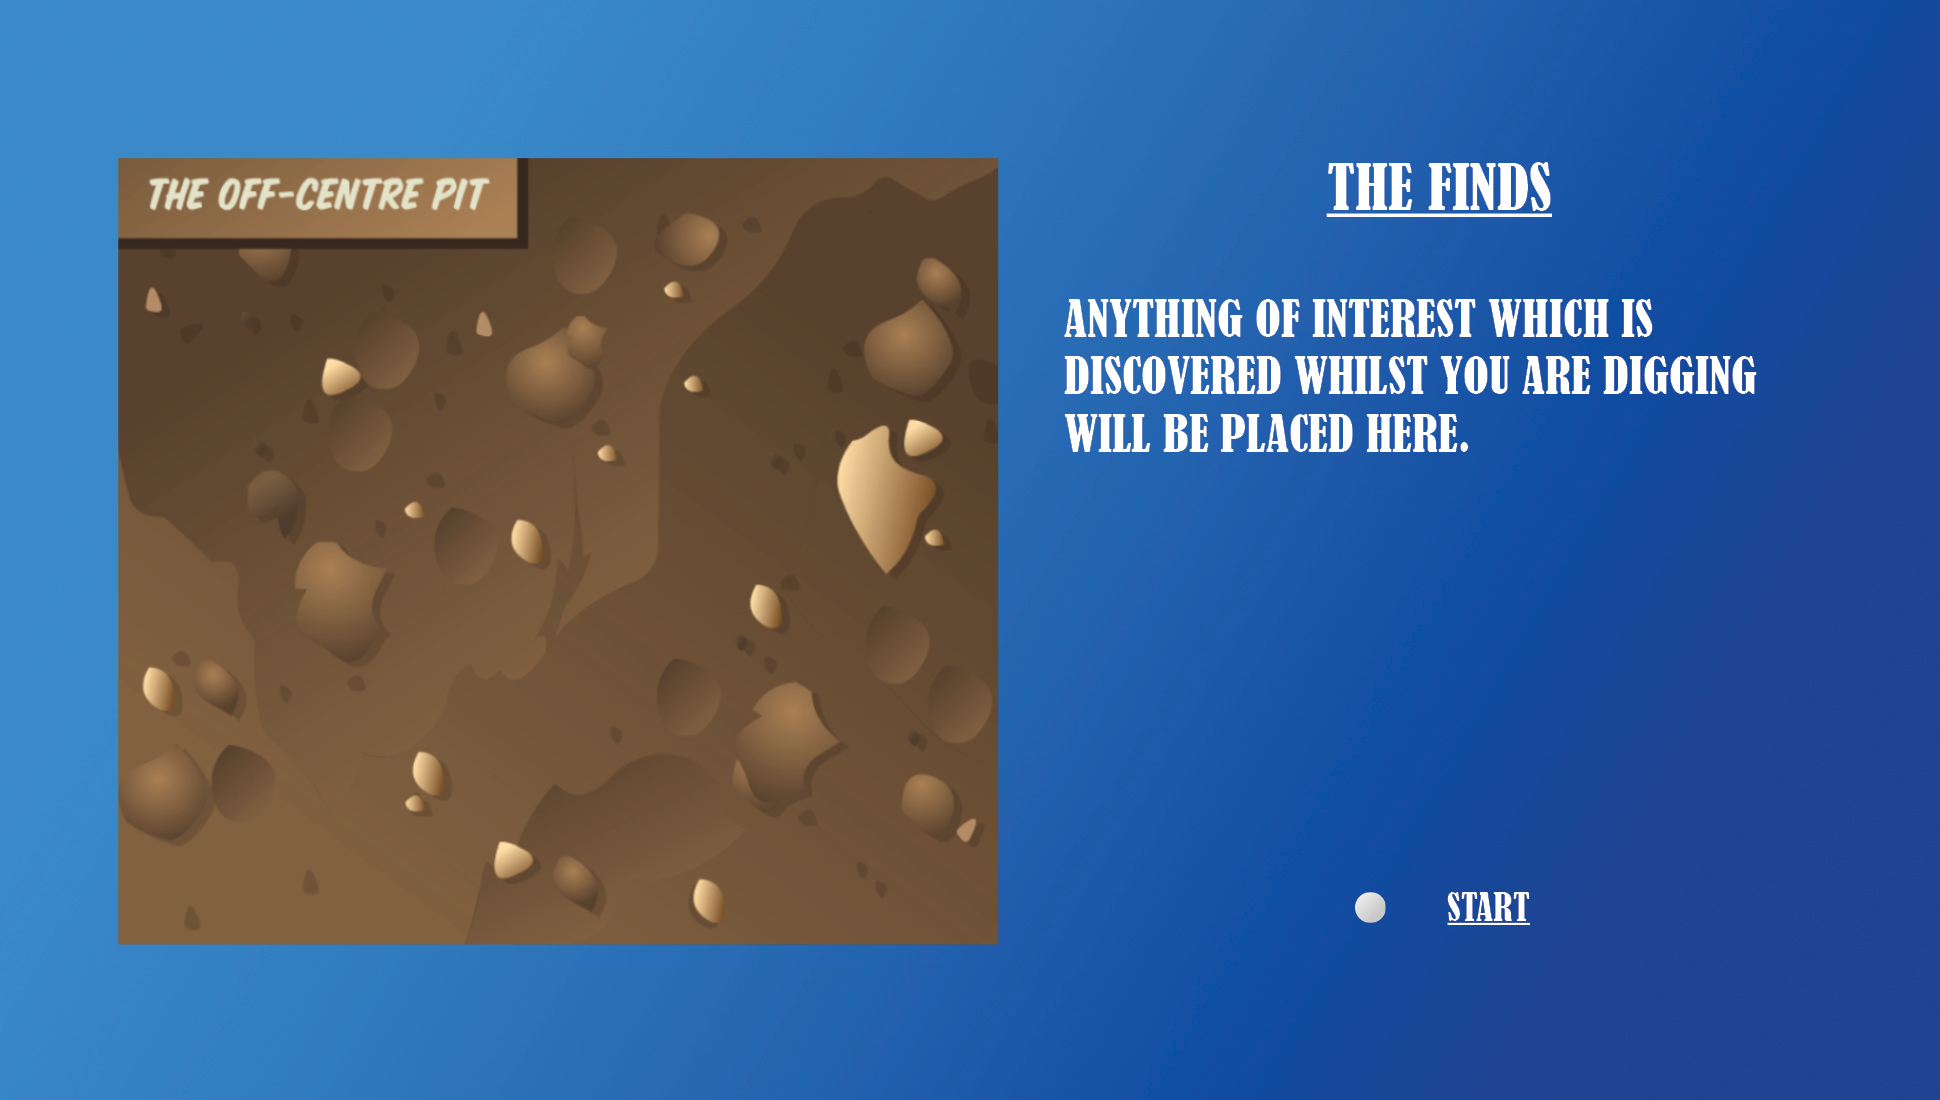 THE OFF-CENTRE PIT
THE FINDS
ANYTHING OF INTEREST WHICH IS
DISCOVERED WHILST YOU ARE DIGGING
WILL BE PLACED HERE.
START